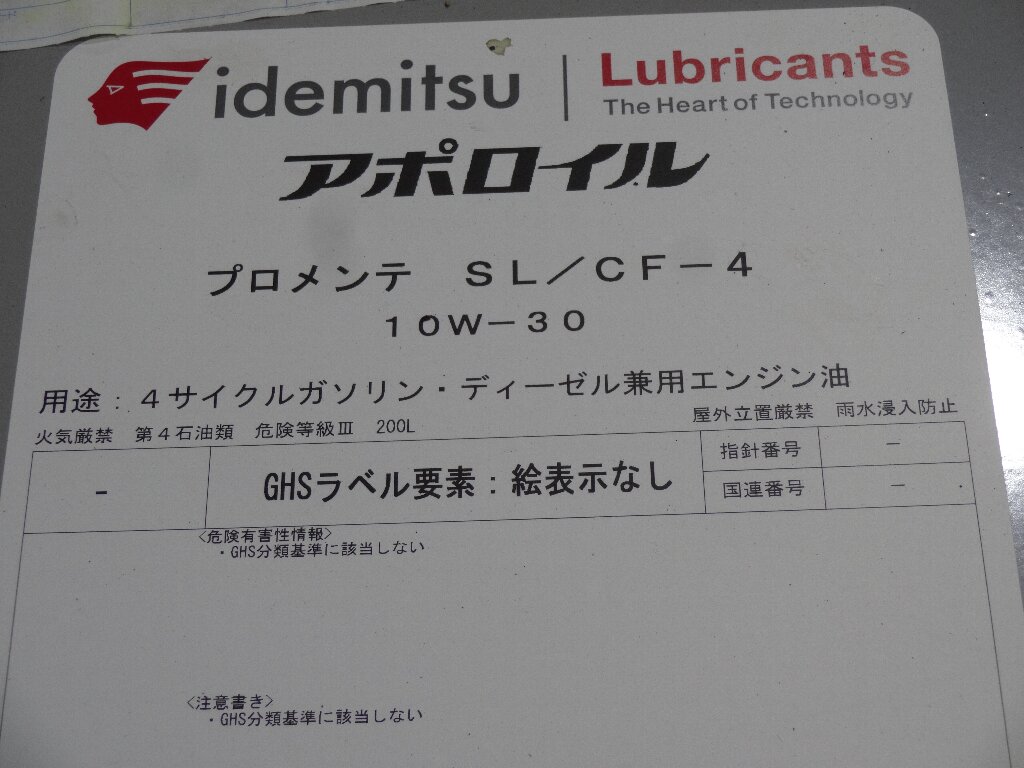 idemitsu | Lubricants
The Heart of Technology
アポロイル
プロメンテ SL/CF-4
10W-30
用途:4サイクルガソリン・ディーゼル兼用エンジン油
火気厳禁 第4石油類 危険等級Ⅲ 200L 屋外立置厳禁 雨水浸入防止
- GHSラベル要素:絵表示なし 指針番号 -
国連番号 -
<危険有害性情報>
・GHS分類基準に該当しない
<注意書き>
・GHS分類基準に該当しない